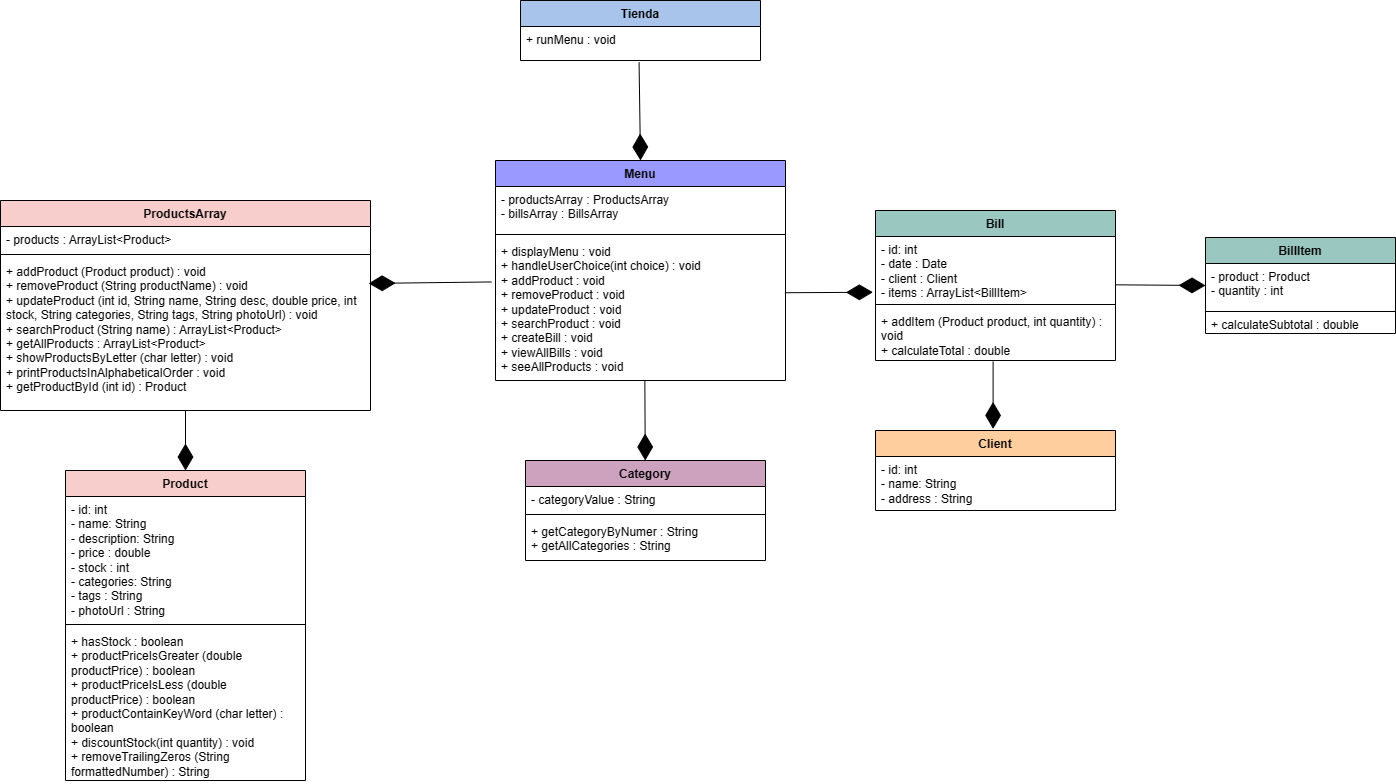 Tienda
+ runMenu : void
Menu
- productsArray : ProductsArray
- billsArray : BillsArray
+ displayMenu : void
+ handleUserChoice(int choice) : void
+ addProduct : void
+ removeProduct : void
+ updateProduct : void
+ searchProduct : void
+ createBill : void
+ viewAllBills : void
+ seeAllProducts : void
ProductsArray
- products : ArrayList<Product>
+ addProduct (Product product) : void
+ removeProduct (String productName) : void
+ updateProduct (int id, String name, String desc, double price, int
stock, String categories, String tags, String photoUrl) : void
+ searchProduct (String name) : ArrayList<Product>
+ getAllProducts : ArrayList<Product>
+ showProductsByLetter (char letter) : void
+ printProductsInAlphabeticalOrder : void
+ getProductById (int id) : Product
Bill
- id: int
- date : Date
- client : Client
- items : ArrayList<BillItem>
+ addItem (Product product, int quantity) :
void
+ calculateTotal : double
BillItem
- product : Product
- quantity : int
+ calculateSubtotal : double
Product
- id: int
- name: String
- description: String
- price : double
- stock : int
- categories: String
- tags : String
- photoUrl : String
+ hasStock : boolean
+ productPriceIsGreater (double
productPrice) : boolean
+ productPriceIsLess (double
productPrice) : boolean
+ productContainKeyWord (char letter) :
boolean
+ discountStock(int quantity) : void
+ removeTrailingZeros (String
formattedNumber) : String
Category
- categoryValue : String
+ getCategoryByNumer : String
+ getAllCategories : String
Client
- id: int
- name: String
- address : String